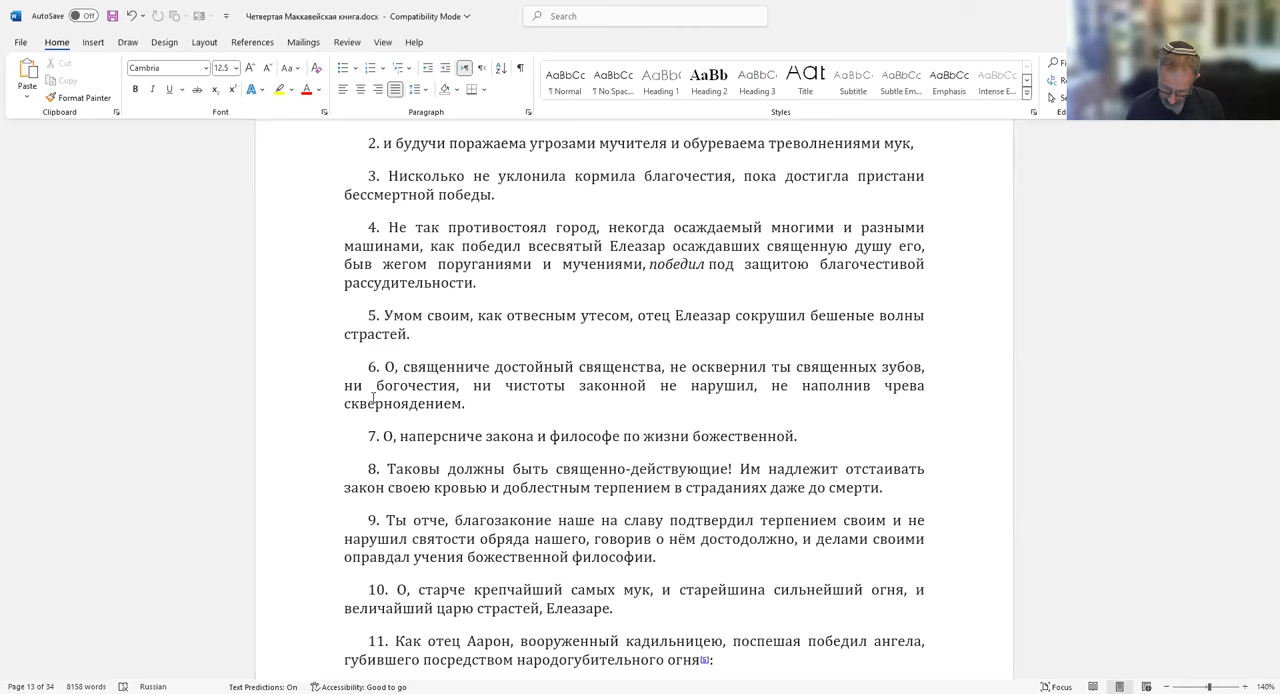 AutoSave Off Четвертая Маккавейская книга.docx - Compatibility Mode Search
File Home Insert Draw Design Layout References Mailings Review View Help
Paste Cut Copy Format Painter Clipboard
Cambria 12.5 Aa Font
Paragraph
AaBbCc AaBbCc AaBbC AaBb AaBbC Aat AaBbCc AaBbCc AaBbCc AaBbCc
¶ Normal ¶ No Spac... Heading 1 Heading 2 Heading 3 Title Subtitle Subtle Em... Emphasis Intense E...
Styles
2. и будучи поражаема угрозами мучителя и обуреваема треволнениями мук,
3. Нисколько не уклонила кормила благочестия, пока достигла пристани
бессмертной победы.
4. Не так противостоял город, некогда осаждаемый многими и разными
машинами, как победил всесвятый Елеазар осаждавших священную душу его,
быв жегом поруганиями и мучениями, победил под защитою благочестивой
рассудительности.
5. Умом своим, как отвесным утесом, отец Елеазар сокрушил бешеные волны
страстей.
6. О, священниче достойный священства, не осквернил ты священных зубов,
ни богочестия, ни чистоты законной не нарушил, не наполнив чрева
скверноядением.
7. О, наперсниче закона и философе по жизни божественной.
8. Таковы должны быть священно-действующие! Им надлежит отстаивать
закон своею кровью и доблестным терпением в страданиях даже до смерти.
9. Ты отче, благозаконие наше на славу подтвердил терпением своим и не
нарушил святости обряда нашего, говорив о нём достодолжно, и делами своими
оправдал учения божественной философии.
10. О, старче крепчайший самых мук, и старейшина сильнейший огня, и
величайший царю страстей, Елеазаре.
11. Как отец Аарон, вооруженный кадильницею, поспешая победил ангела,
губившего посредством народогубительного огня[5]:
Page 13 of 34 8158 words Russian Text Predictions: On Accessibility: Good to go Focus 140%